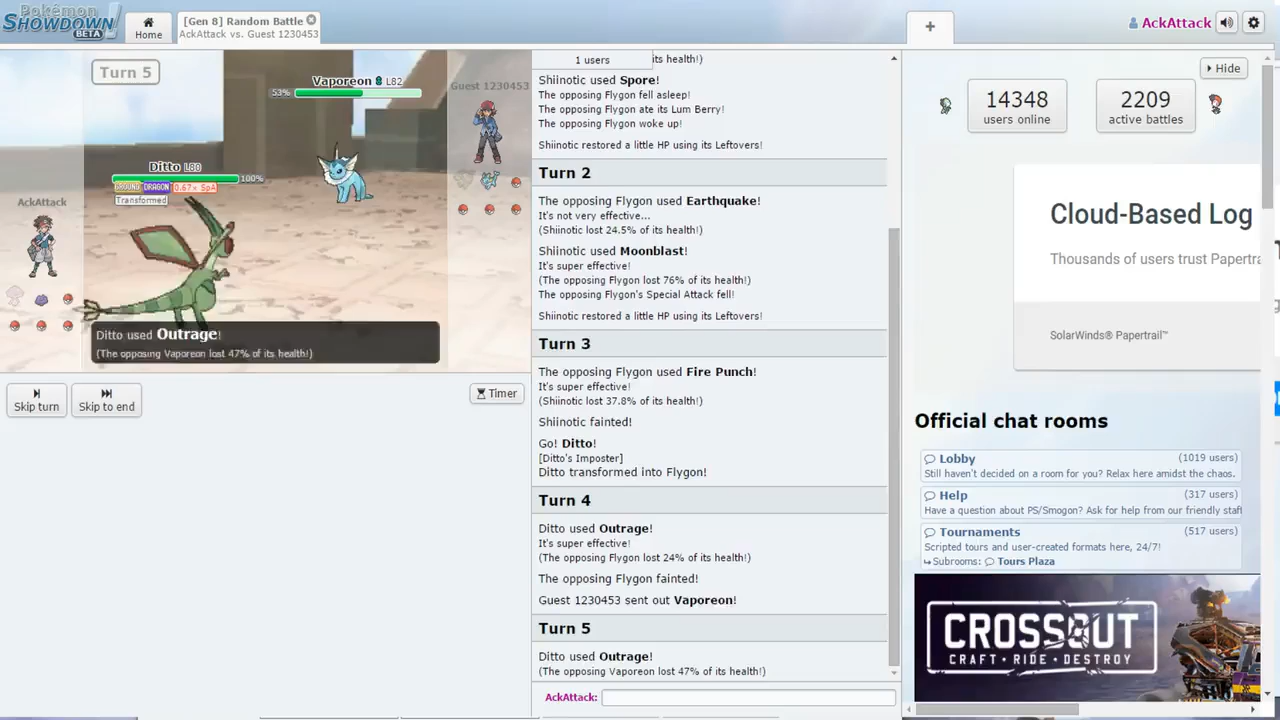 Pokémon
SHOWDOWN!
BETA
Home
[Gen 8] Random Battle
AckAttack vs. Guest 1230453
+
AckAttack
Turn 5
Vaporeon L82
53%
Guest 1230453
Ditto L80
100%
GROUND DRAGON 0.67× SpA
Transformed
AckAttack
Ditto used Outrage!
(The opposing Vaporeon lost 47% of its health!)
Skip turn
Skip to end
Timer
1 users
its health!)
Shiinotic used Spore!
The opposing Flygon fell asleep!
The opposing Flygon ate its Lum Berry!
The opposing Flygon woke up!
Shiinotic restored a little HP using its Leftovers!
Turn 2
The opposing Flygon used Earthquake!
It's not very effective...
(Shiinotic lost 24.5% of its health!)
Shiinotic used Moonblast!
It's super effective!
(The opposing Flygon lost 76% of its health!)
The opposing Flygon's Special Attack fell!
Shiinotic restored a little HP using its Leftovers!
Turn 3
The opposing Flygon used Fire Punch!
It's super effective!
(Shiinotic lost 37.8% of its health!)
Shiinotic fainted!
Go! Ditto!
[Ditto's Imposter]
Ditto transformed into Flygon!
Turn 4
Ditto used Outrage!
It's super effective!
(The opposing Flygon lost 24% of its health!)
The opposing Flygon fainted!
Guest 1230453 sent out Vaporeon!
Turn 5
Ditto used Outrage!
(The opposing Vaporeon lost 47% of its health!)
AckAttack:
Hide
14348
users online
2209
active battles
Cloud-Based Log
Thousands of users trust Papertra
SolarWinds® Papertrail™
Official chat rooms
Lobby (1019 users)
Still haven't decided on a room for you? Relax here amidst the chaos.
Help (317 users)
Have a question about PS/Smogon? Ask for help from our friendly staff
Tournaments (517 users)
Scripted tours and user-created formats here, 24/7!
Subrooms: Tours Plaza
CROSSOUT
CRAFT • RIDE • DESTROY